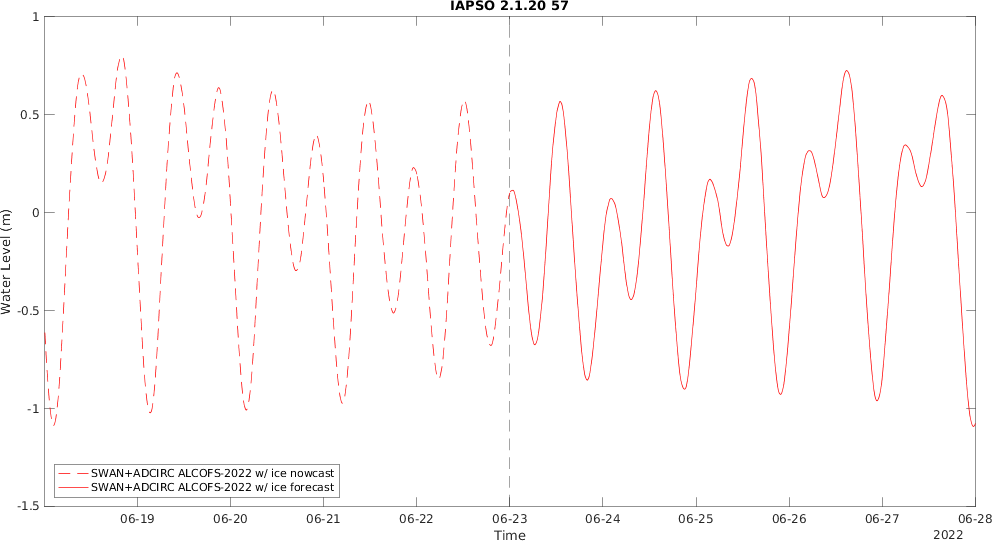 IAPSO 2.1.20 57
Water Level (m)
1
0.5
0
-0.5
-1
-1.5
SWAN+ADCIRC ALCOFS-2022 w/ ice nowcast
SWAN+ADCIRC ALCOFS-2022 w/ ice forecast
06-19 06-20 06-21 06-22 06-23 06-24 06-25 06-26 06-27 06-28
Time
2022